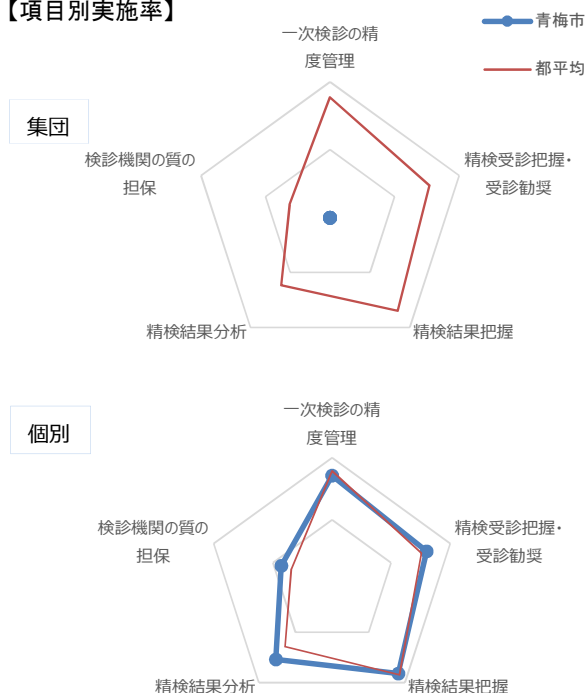 【項目別実施率】
青梅市
都平均
集団
一次検診の精
度管理
精検受診把握・
受診勧奨
精検結果把握
精検結果分析
検診機関の質の
担保
個別
一次検診の精
度管理
精検受診把握・
受診勧奨
精検結果把握
精検結果分析
検診機関の質の
担保